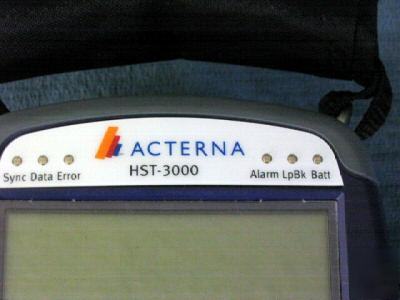 ACTERNA
HST-3000
Sync Data Error
Alarm LpBk Batt